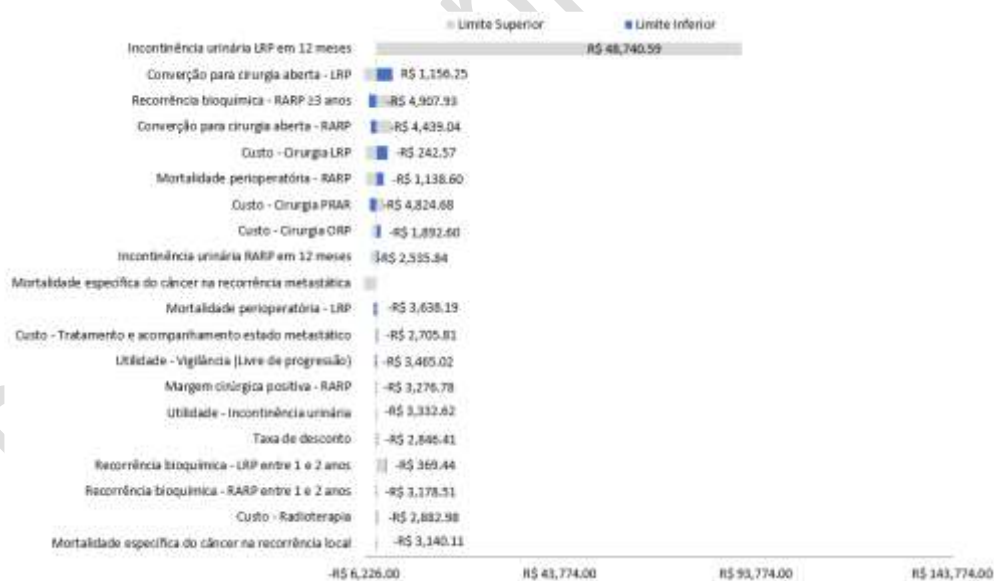 Limite Superior Limite Inferior
Incontinência urinária LRP em 12 meses R$ 48,740.59
Converção para cirurgia aberta - LRP R$ 1,156.25
Recorrência bioquímica - RARP ≥3 anos -R$ 4,907.93
Converção para cirurgia aberta - RARP -R$ 4,439.04
Custo - Cirurgia LRP -R$ 242.57
Mortalidade perioperatória - RARP -R$ 1,138.60
Custo - Cirurgia PRAR -R$ 4,824.68
Custo - Cirurgia ORP -R$ 1,892.60
Incontinência urinária RARP em 12 meses -R$ 2,535.84
Mortalidade específica do câncer na recorrência metastática
Mortalidade perioperatória - LRP -R$ 3,638.19
Custo - Tratamento e acompanhamento estado metastático -R$ 2,705.81
Utilidade - Vigilância (Livre de progressão) -R$ 3,465.02
Margem cirúrgica positiva - RARP -R$ 3,276.78
Utilidade - Incontinência urinária -R$ 3,332.62
Taxa de desconto -R$ 2,846.41
Recorrência bioquímica - LRP entre 1 e 2 anos -R$ 369.44
Recorrência bioquímica - RARP entre 1 e 2 anos -R$ 3,178.51
Custo - Radioterapia -R$ 2,882.98
Mortalidade específica do câncer na recorrência local -R$ 3,140.11
-R$ 6,226.00 R$ 43,774.00 R$ 93,774.00 R$ 143,774.00